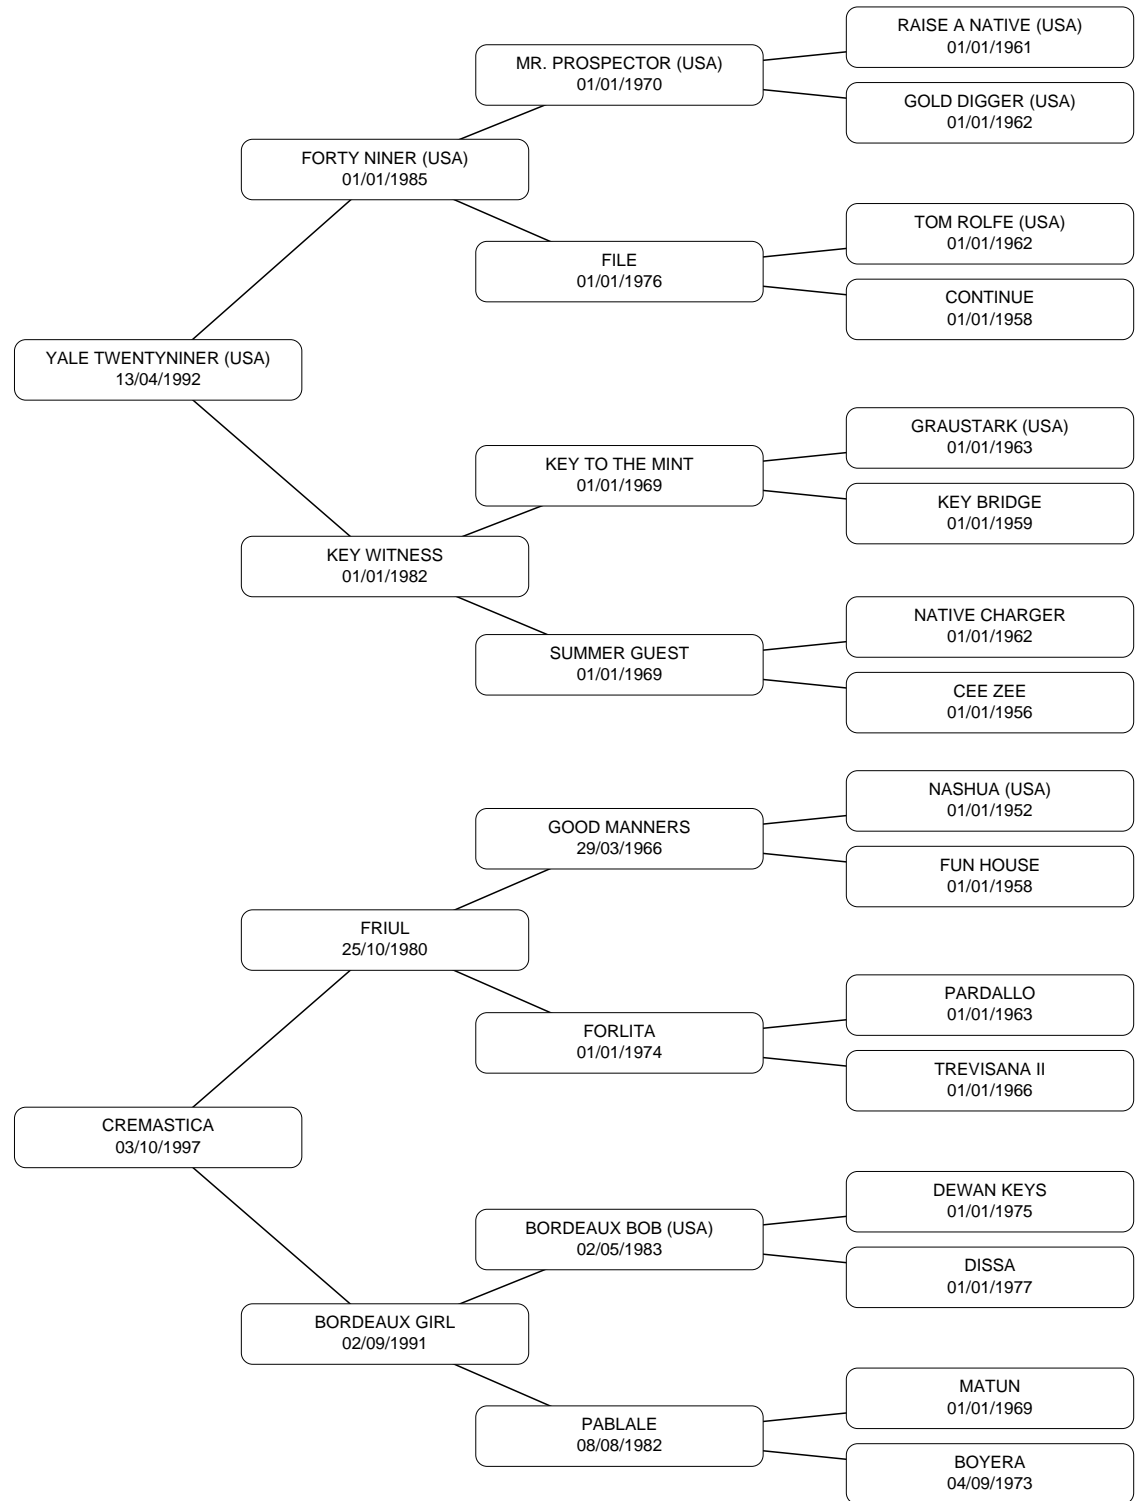 RAISE A NATIVE (USA)
01/01/1961
MR. PROSPECTOR (USA)
01/01/1970
GOLD DIGGER (USA)
01/01/1962
FORTY NINER (USA)
01/01/1985
TOM ROLFE (USA)
01/01/1962
FILE
01/01/1976
CONTINUE
01/01/1958
YALE TWENTYNINER (USA)
13/04/1992
GRAUSTARK (USA)
01/01/1963
KEY TO THE MINT
01/01/1969
KEY BRIDGE
01/01/1959
KEY WITNESS
01/01/1982
NATIVE CHARGER
01/01/1962
SUMMER GUEST
01/01/1969
CEE ZEE
01/01/1956
NASHUA (USA)
01/01/1952
GOOD MANNERS
29/03/1966
FUN HOUSE
01/01/1958
FRIUL
25/10/1980
PARDALLO
01/01/1963
FORLITA
01/01/1974
TREVISANA II
01/01/1966
CREMASTICA
03/10/1997
DEWAN KEYS
01/01/1975
BORDEAUX BOB (USA)
02/05/1983
DISSA
01/01/1977
BORDEAUX GIRL
02/09/1991
MATUN
01/01/1969
PABLALE
08/08/1982
BOYERA
04/09/1973